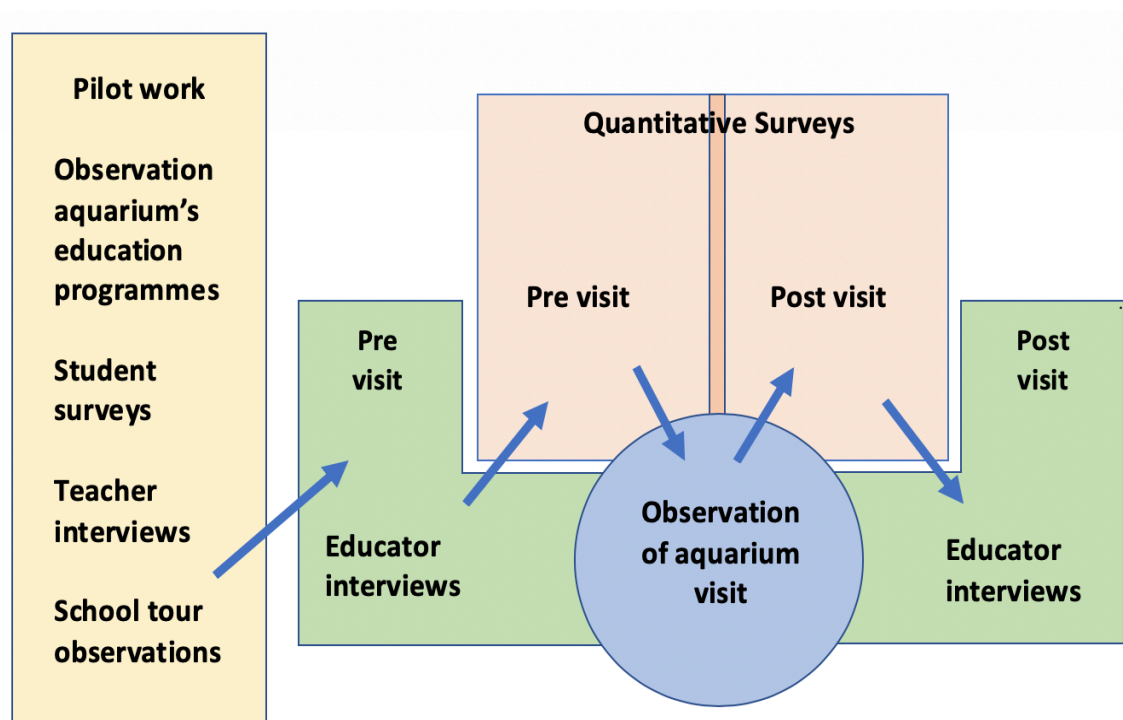 Pilot work
Observation
aquarium’s
education
programmes
Student
surveys
Teacher
interviews
School tour
observations
Pre
visit
Educator
interviews
Quantitative Surveys
Pre visit
Post visit
Observation
of aquarium
visit
Post
visit
Educator
interviews